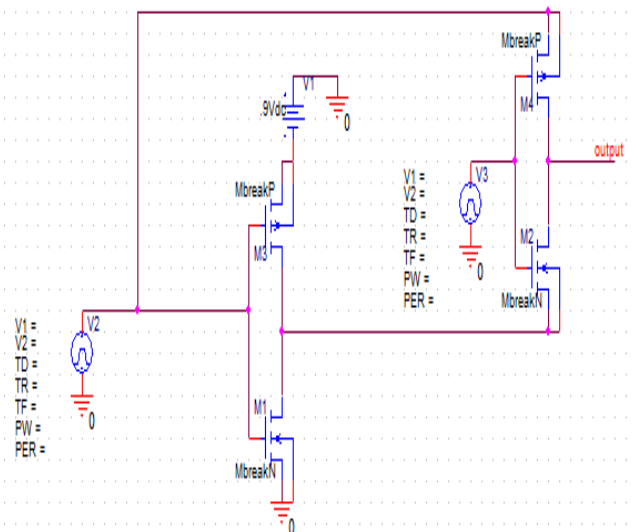 MbreakP
M4
V1
.9Vdc
0
output
MbreakP
M3
V3
V1 =
V2 =
TD =
TR =
TF =
PW =
PER =
0
M2
MbreakN
V2
V1 =
V2 =
TD =
TR =
TF =
PW =
PER =
0
M1
MbreakN
0